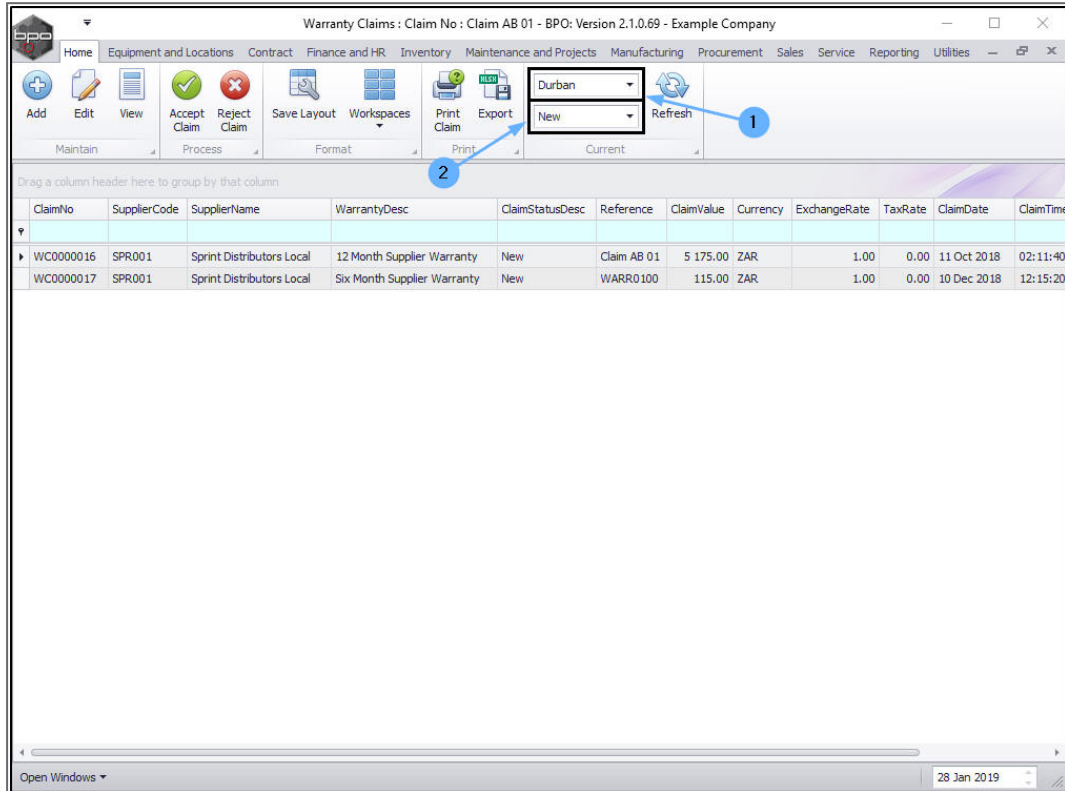 Warranty Claims : Claim No : Claim AB 01 - BPO: Version 2.1.0.69 - Example Company
bpo
Home Equipment and Locations Contract Finance and HR Inventory Maintenance and Projects Manufacturing Procurement Sales Service Reporting Utilities
Durban
New
Add Edit View Accept Claim Reject Claim Save Layout Workspaces Print Claim Export Refresh
XLSX
1
Maintain Process Format Print Current
2
Drag a column header here to group by that column
ClaimNo SupplierCode SupplierName WarrantyDesc ClaimStatusDesc Reference ClaimValue Currency ExchangeRate TaxRate ClaimDate ClaimTime
WC0000016 SPR001 Sprint Distributors Local 12 Month Supplier Warranty New Claim AB 01 5 175.00 ZAR 1.00 0.00 11 Oct 2018 02:11:40
WC0000017 SPR001 Sprint Distributors Local Six Month Supplier Warranty New WARR0100 115.00 ZAR 1.00 0.00 10 Dec 2018 12:15:20
Open Windows 28 Jan 2019